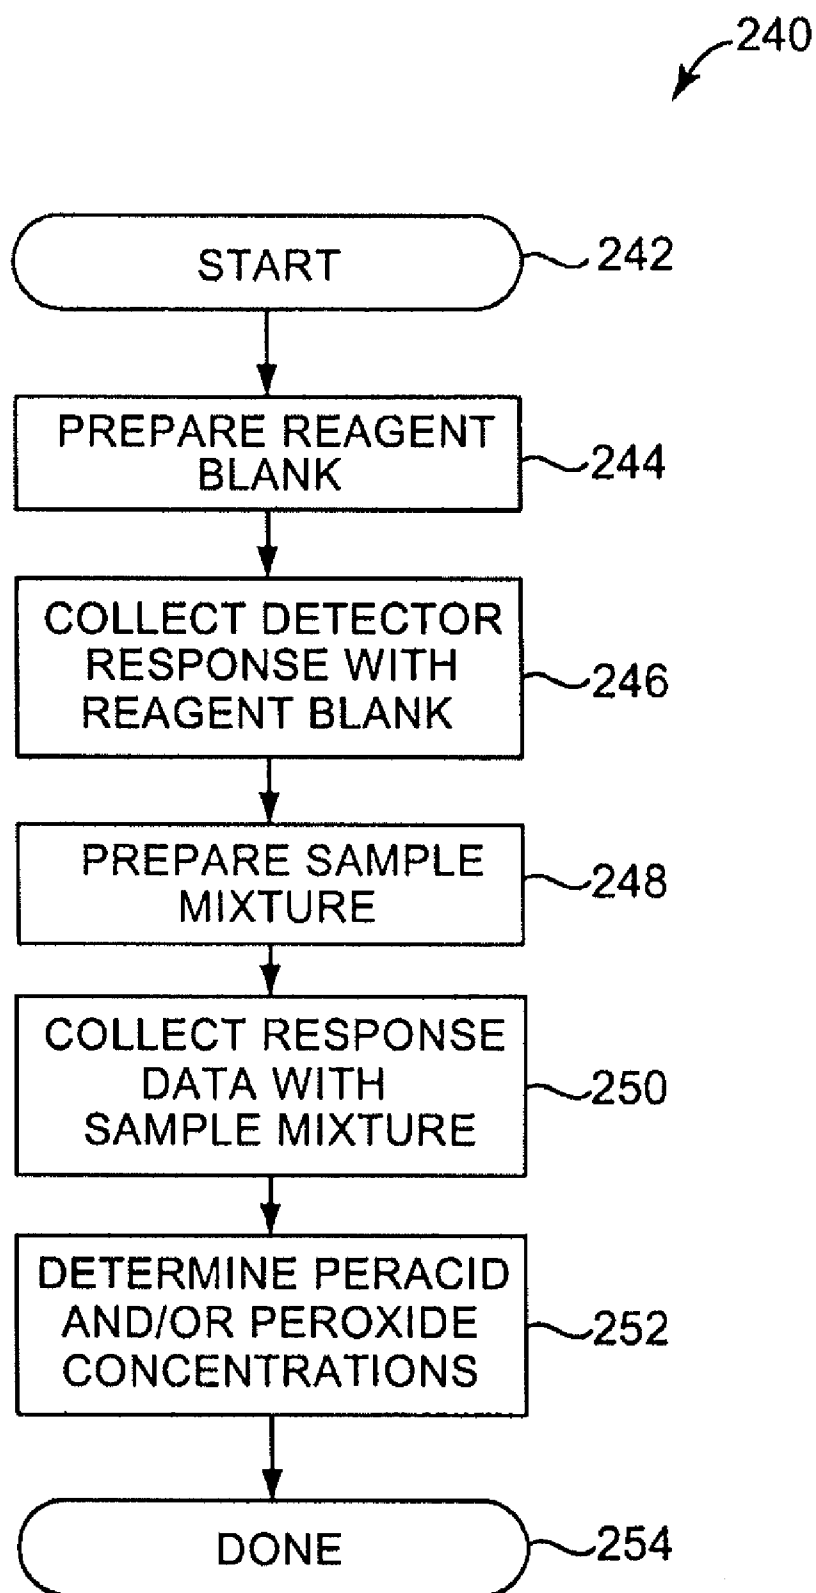 240
START
242
PREPARE REAGENT
BLANK
244
COLLECT DETECTOR
RESPONSE WITH
REAGENT BLANK
246
PREPARE SAMPLE
MIXTURE
248
COLLECT RESPONSE
DATA WITH
SAMPLE MIXTURE
250
DETERMINE PERACID
AND/OR PEROXIDE
CONCENTRATIONS
252
DONE
254